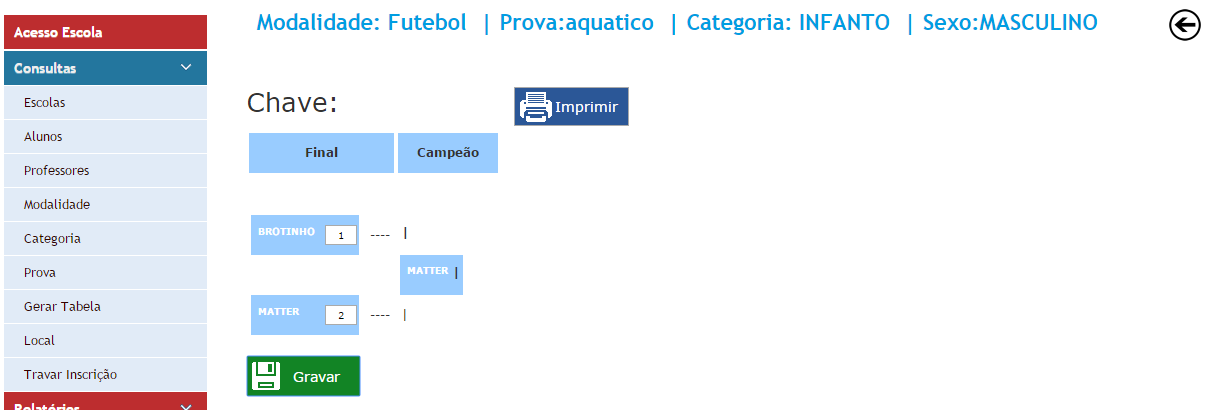 Modalidade: Futebol | Prova:aquatico | Categoria: INFANTO | Sexo:MASCULINO
Acesso Escola
Consultas
Escolas
Alunos
Professores
Modalidade
Categoria
Prova
Gerar Tabela
Local
Travar Inscrição
Relatórios
Chave:
Imprimir
Final Campeão
BROTINHO 1 ---- |
MATTER |
MATTER 2 ---- |
Gravar